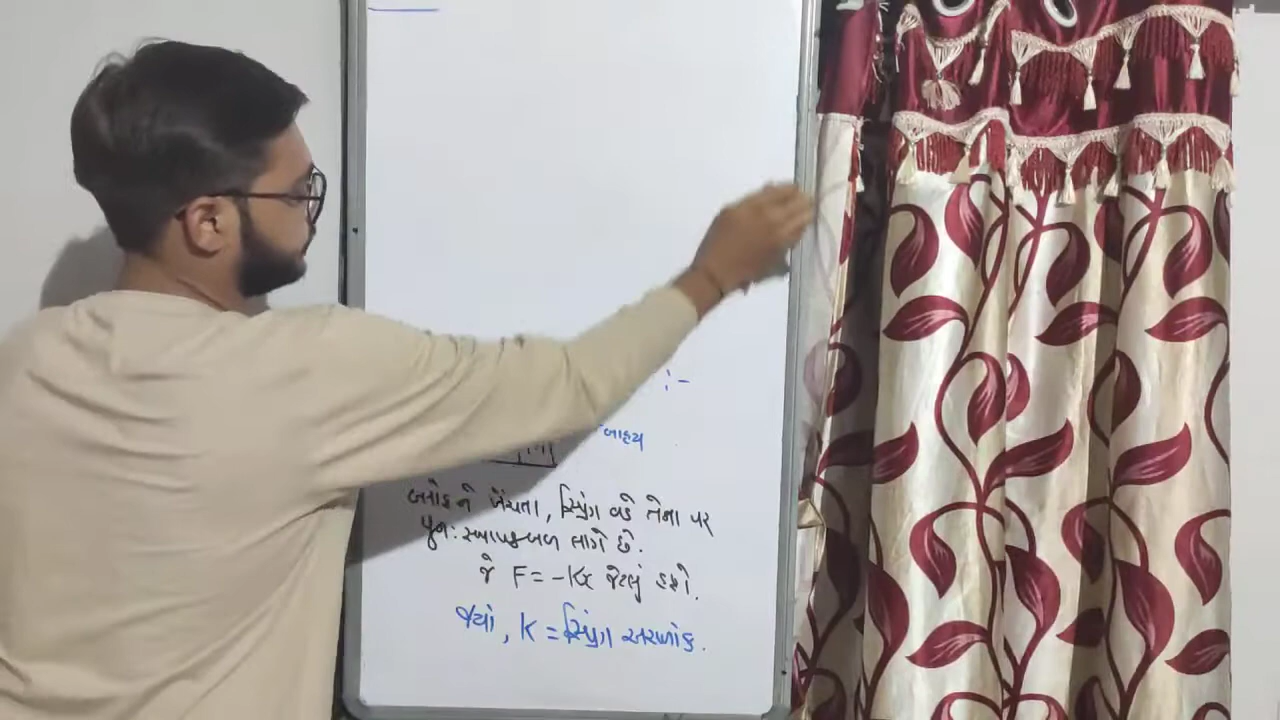 :-
બાહ્ય
બ્લોકને ખેંચતા, સ્પ્રિંગ વડે તેના પર
પુનઃસ્થાપકબળ લાગે છે.
જે F = -Kx જેટલું હશે.
જ્યાં, K = સ્પ્રિંગ અચળાંક.